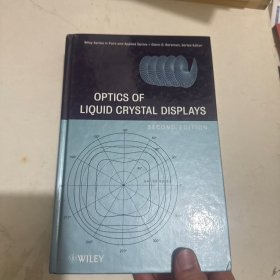 Wiley Series in Pure and Applied Optics • Glenn D. Boreman, Series Editor
OPTICS OF
LIQUID CRYSTAL DISPLAYS
SECOND EDITION
WILEY